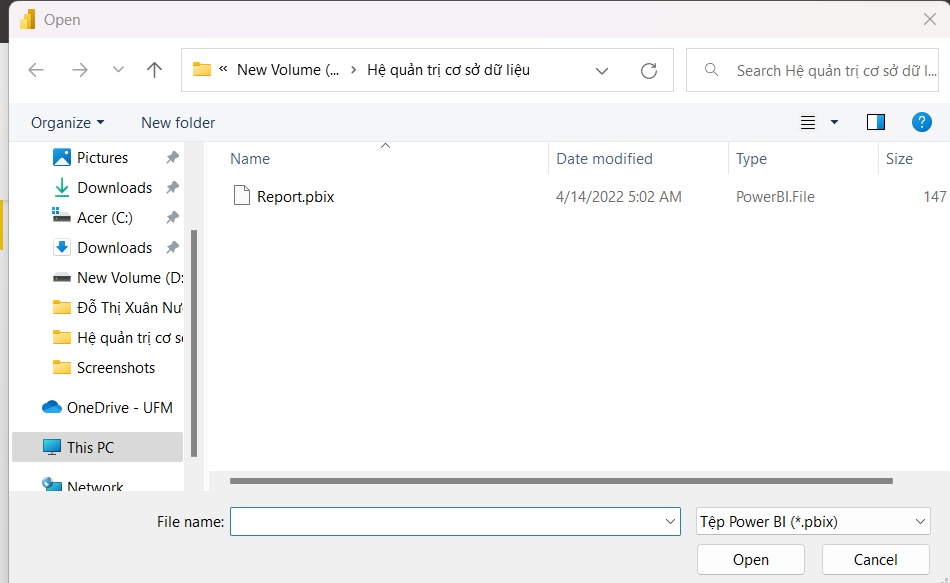 Open
« New Volume (... > Hệ quản trị cơ sở dữ liệu
Search Hệ quản trị cơ sở dữ l...
Organize
New folder
?
Pictures
Downloads
Acer (C:)
Downloads
New Volume (D:
Đỗ Thị Xuân Nư
Hệ quản trị cơ sở
Screenshots
OneDrive - UFM
This PC
Network
Name
Date modified
Type
Size
Report.pbix
4/14/2022 5:02 AM
PowerBI.File
147
File name:
Tệp Power BI (*.pbix)
Open
Cancel